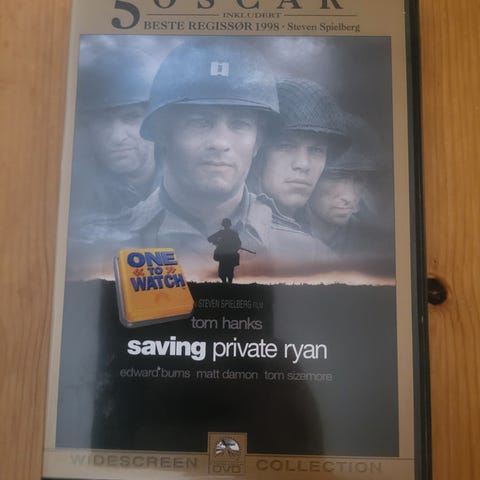 5 OSCAR
INKLUDERT
BESTE REGISSØR 1998 · Steven Spielberg
ONE
TO
WATCH
STEVEN SPIELBERG FILM
tom hanks
saving private ryan
edward burns matt damon tom sizemore
WIDESCREEN DVD COLLECTION